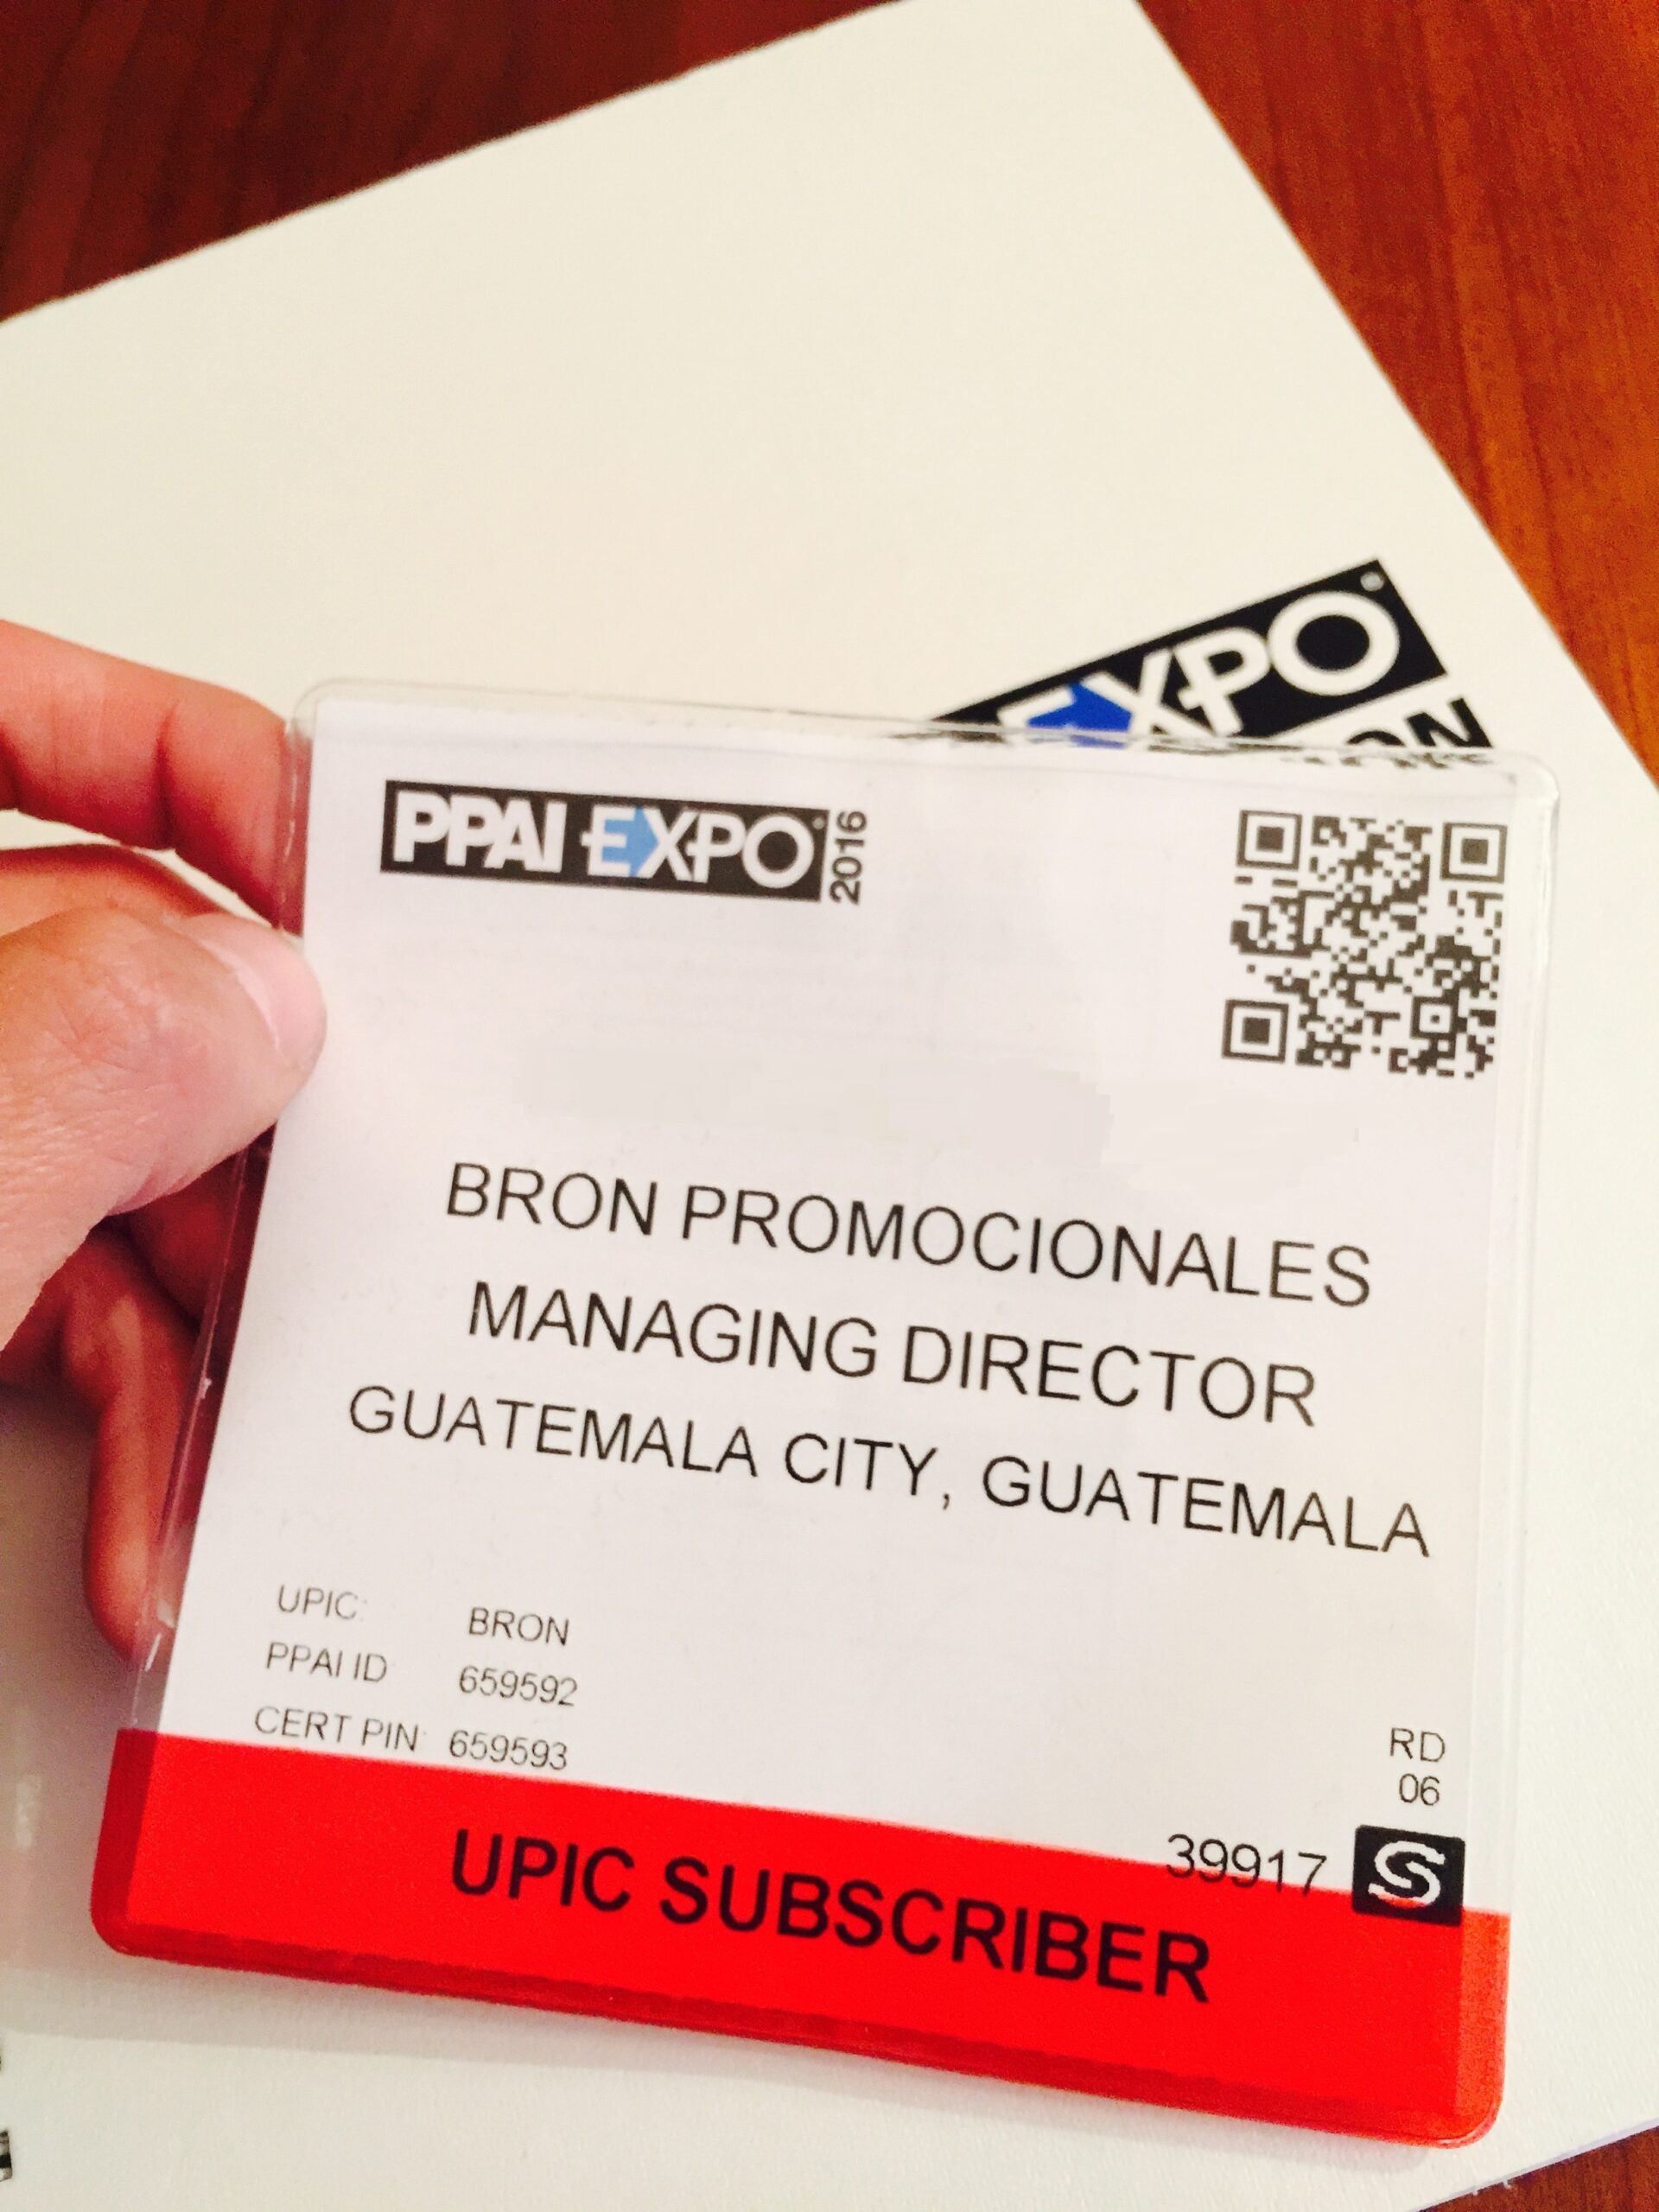 EXPO
ON
PPAI EXPO 2016
BRON PROMOCIONALES
MANAGING DIRECTOR
GUATEMALA CITY, GUATEMALA
UPIC: BRON
PPAI ID 659592
CERT PIN: 659593
RD
06
39917 S
UPIC SUBSCRIBER